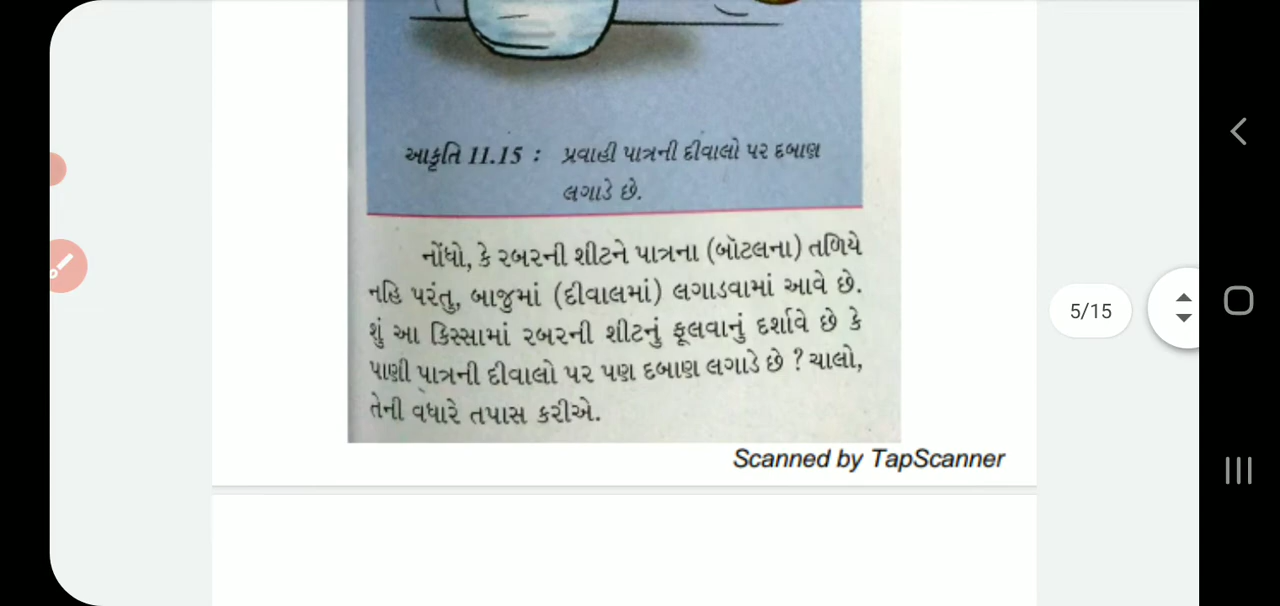 આકૃતિ 11.15 : પ્રવાહી પાત્રની દીવાલો પર દબાણ
લગાડે છે.
નોંધો, કે રબરની શીટને પાત્રના (બૉટલના) તળિયે
નહિ પરંતુ, બાજુમાં (દીવાલમાં) લગાડવામાં આવે છે.
શું આ કિસ્સામાં રબરની શીટનું ફૂલવાનું દર્શાવે છે કે
પાણી પાત્રની દીવાલો પર પણ દબાણ લગાડે છે ? ચાલો,
તેની વધારે તપાસ કરીએ.
Scanned by TapScanner
5/15